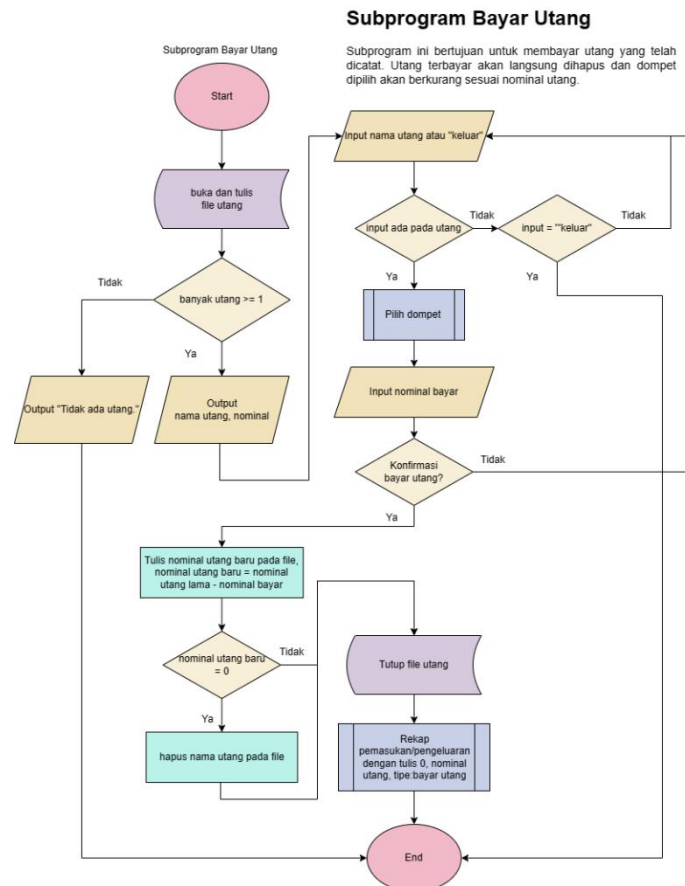 Subprogram Bayar Utang
Subprogram ini bertujuan untuk membayar utang yang telah
dicatat. Utang terbayar akan langsung dihapus dan dompet
dipilih akan berkurang sesuai nominal utang.
Subprogram Bayar Utang
Start
buka dan tulis
file utang
banyak utang >= 1
Tidak
Ya
Output "Tidak ada utang."
Output
nama utang, nominal
Input nama utang atau "keluar"
input ada pada utang
Tidak
input = ""keluar"
Tidak
Ya
Ya
Pilih dompet
Input nominal bayar
Konfirmasi
bayar utang?
Tidak
Ya
Tulis nominal utang baru pada file,
nominal utang baru = nominal
utang lama - nominal bayar
nominal utang baru
= 0
Tidak
Ya
hapus nama utang pada file
Tutup file utang
Rekap
pemasukan/pengeluaran
dengan tulis 0, nominal
utang, tipe:bayar utang
End